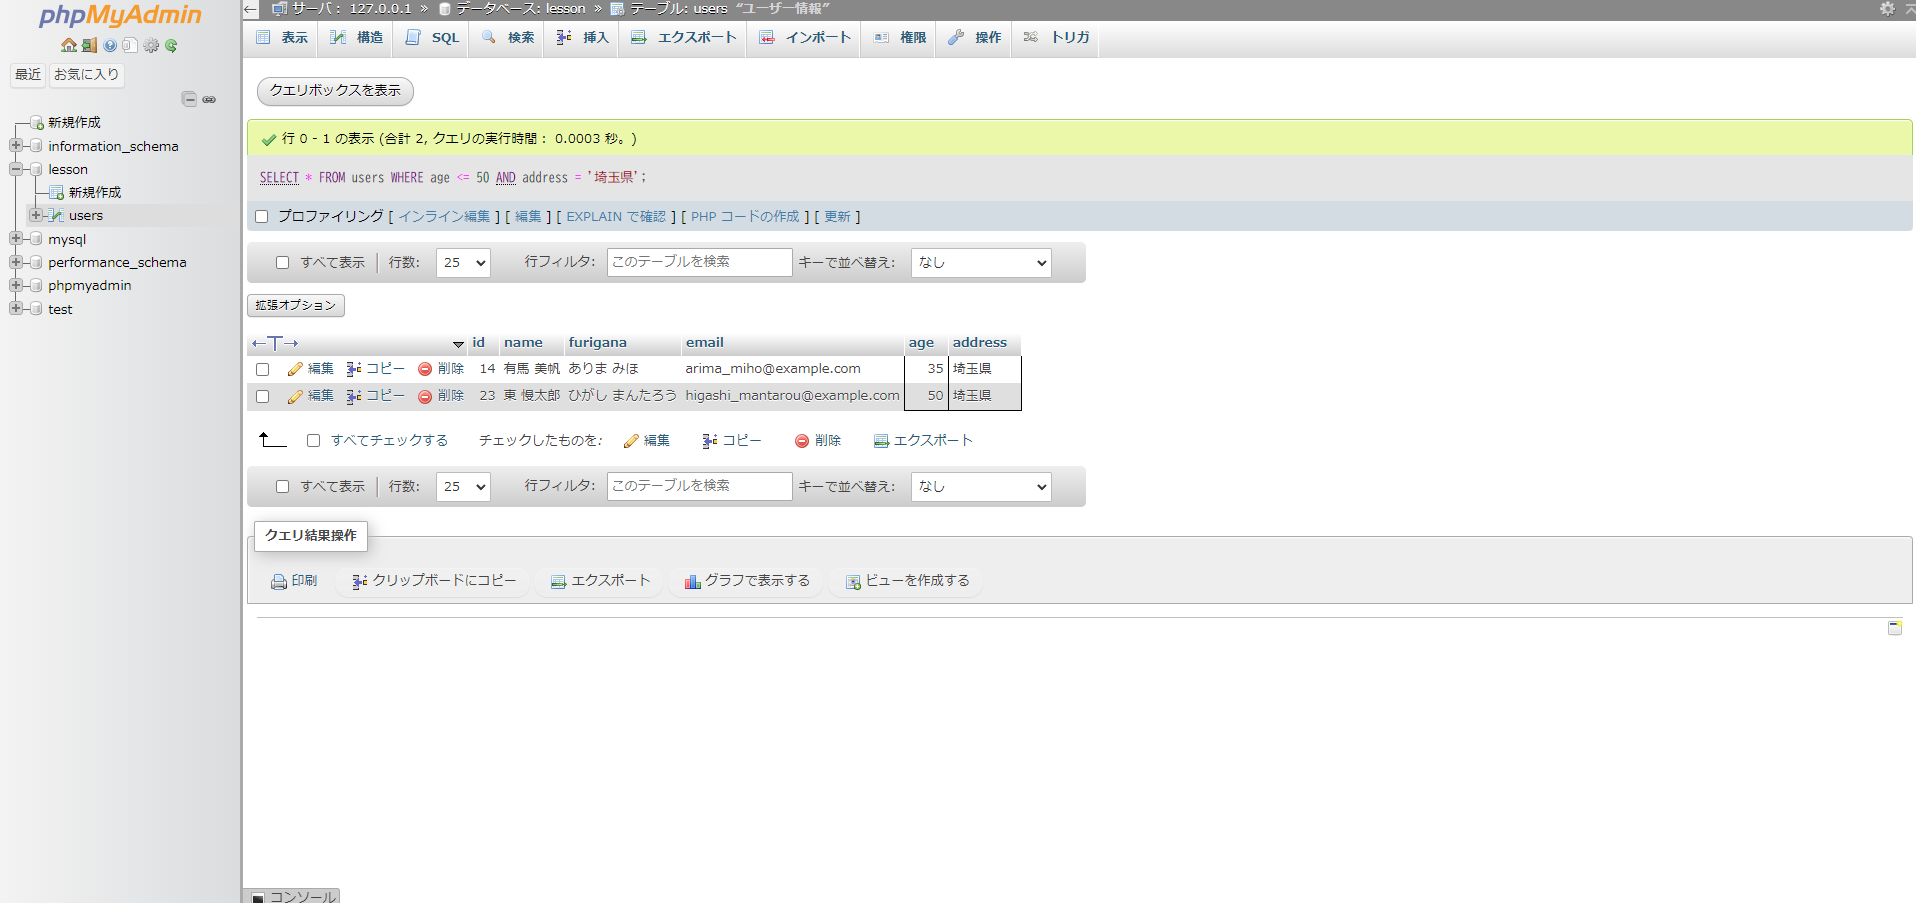 phpMyAdmin
最近 お気に入り
新規作成
information_schema
lesson
新規作成
users
mysql
performance_schema
phpmyadmin
test
サーバ: 127.0.0.1 » データベース: lesson » テーブル: users “ユーザー情報”
表示 構造 SQL 検索 挿入 エクスポート インポート 権限 操作 トリガ
クエリボックスを表示
行 0 - 1 の表示 (合計 2, クエリの実行時間： 0.0003 秒。)
SELECT * FROM users WHERE age <= 50 AND address = '埼玉県';
プロファイリング [ インライン編集 ] [ 編集 ] [ EXPLAIN で確認 ] [ PHP コードの作成 ] [ 更新 ]
すべて表示 行数: 25 行フィルタ: このテーブルを検索 キーで並べ替え: なし
拡張オプション
←T→ id name furigana email age address
編集 コピー 削除 14 有馬 美帆 ありま みほ arima_miho@example.com 35 埼玉県
編集 コピー 削除 23 東 慢太郎 ひがし まんたろう higashi_mantarou@example.com 50 埼玉県
すべてチェックする チェックしたものを: 編集 コピー 削除 エクスポート
すべて表示 行数: 25 行フィルタ: このテーブルを検索 キーで並べ替え: なし
クエリ結果操作
印刷 クリップボードにコピー エクスポート グラフで表示する ビューを作成する
コンソール